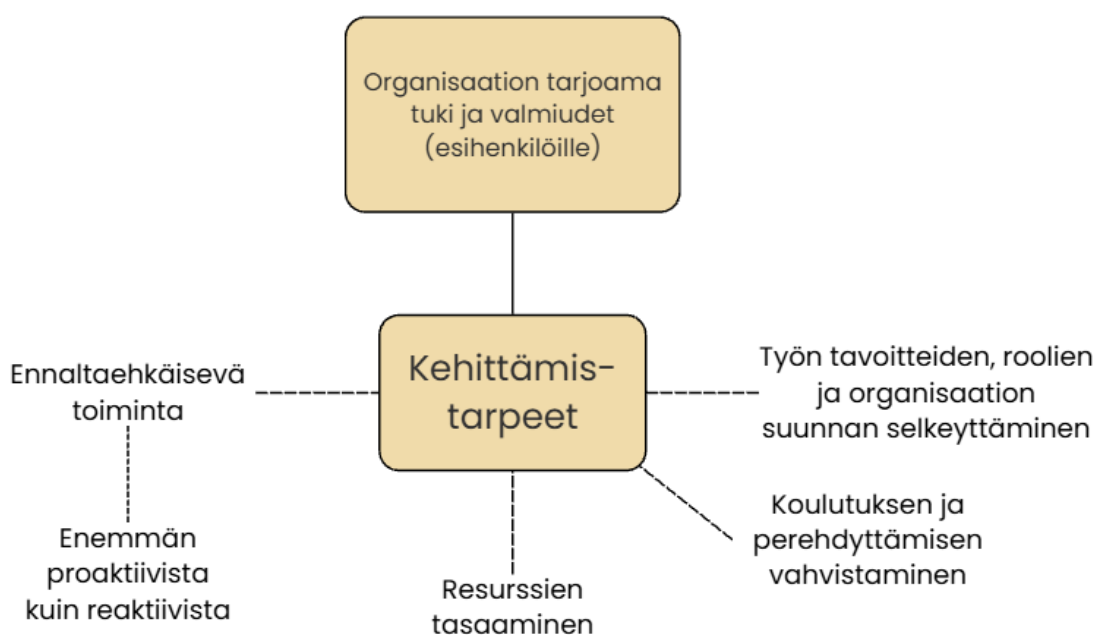 Organisaation tarjoama
tuki ja valmiudet
(esihenkilöille)
Kehittämis-
tarpeet
Ennaltaehkäisevä
toiminta
Enemmän
proaktiivista
kuin reaktiivista
Resurssien
tasaaminen
Työn tavoitteiden, roolien
ja organisaation
suunnan selkeyttäminen
Koulutuksen ja
perehdyttämisen
vahvistaminen